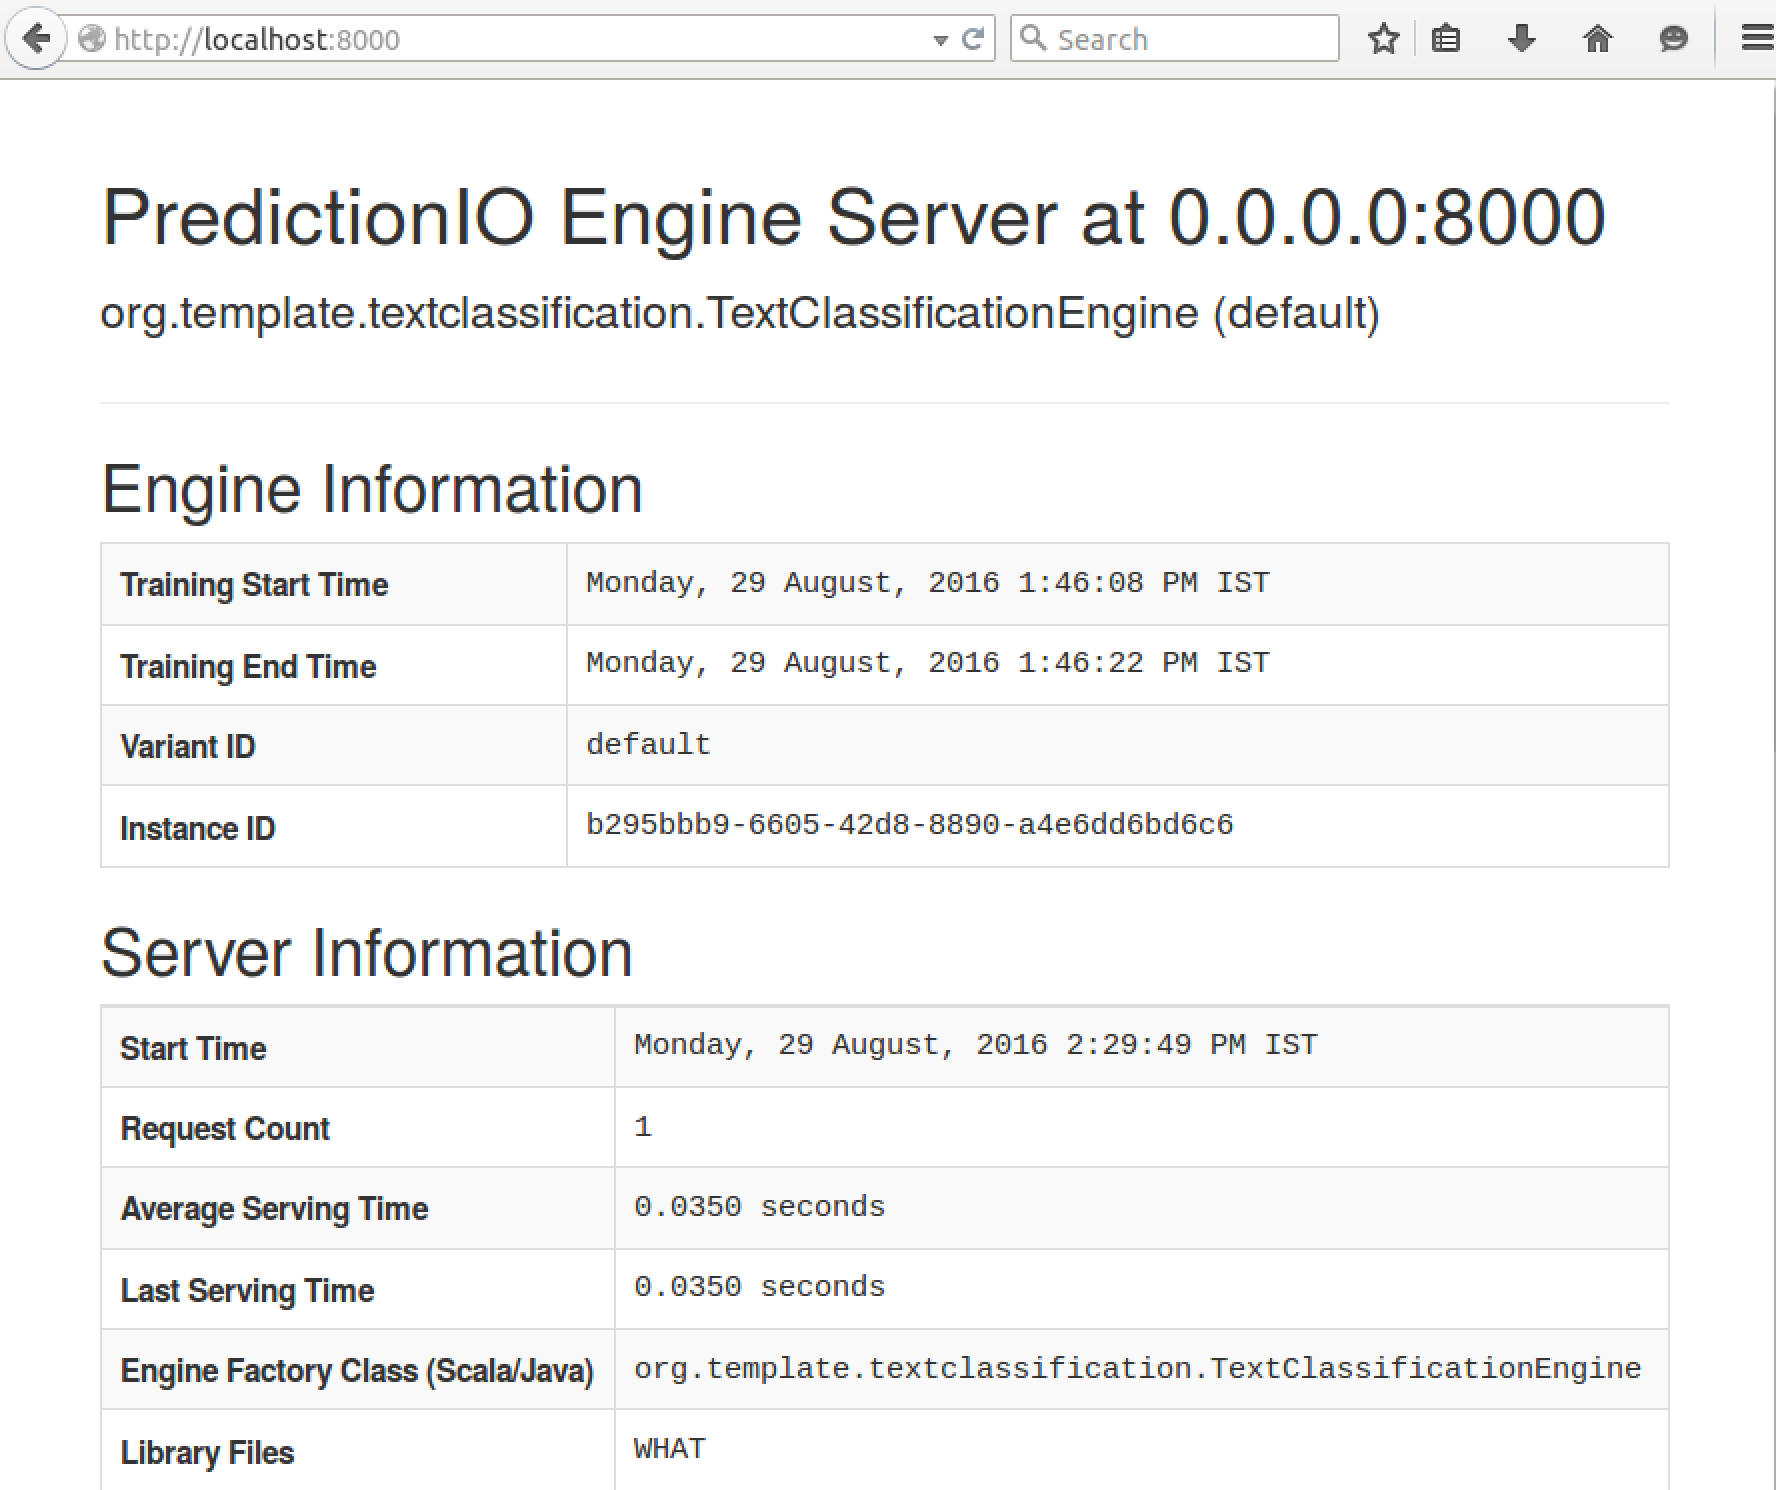 http://localhost:8000
Search
PredictionIO Engine Server at 0.0.0.0:8000
org.template.textclassification.TextClassificationEngine (default)
Engine Information
Training Start Time Monday, 29 August, 2016 1:46:08 PM IST
Training End Time Monday, 29 August, 2016 1:46:22 PM IST
Variant ID default
Instance ID b295bbb9-6605-42d8-8890-a4e6dd6bd6c6
Server Information
Start Time Monday, 29 August, 2016 2:29:49 PM IST
Request Count 1
Average Serving Time 0.0350 seconds
Last Serving Time 0.0350 seconds
Engine Factory Class (Scala/Java) org.template.textclassification.TextClassificationEngine
Library Files WHAT